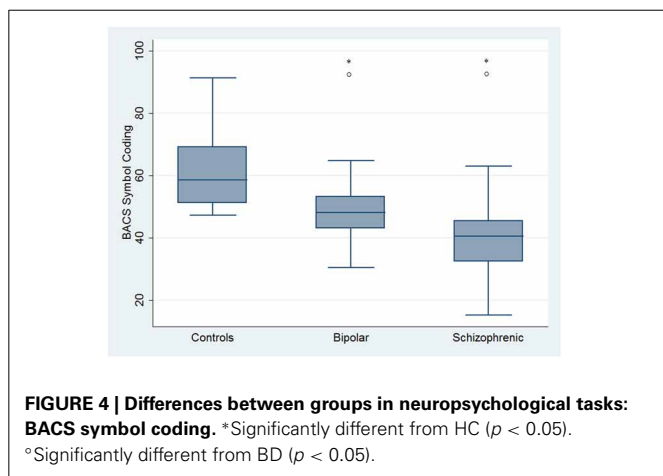 100
80
60
40
20
BACS Symbol Coding
* *
° °
Controls Bipolar Schizophrenic
FIGURE 4 | Differences between groups in neuropsychological tasks:
BACS symbol coding. *Significantly different from HC (p < 0.05).
°Significantly different from BD (p < 0.05).